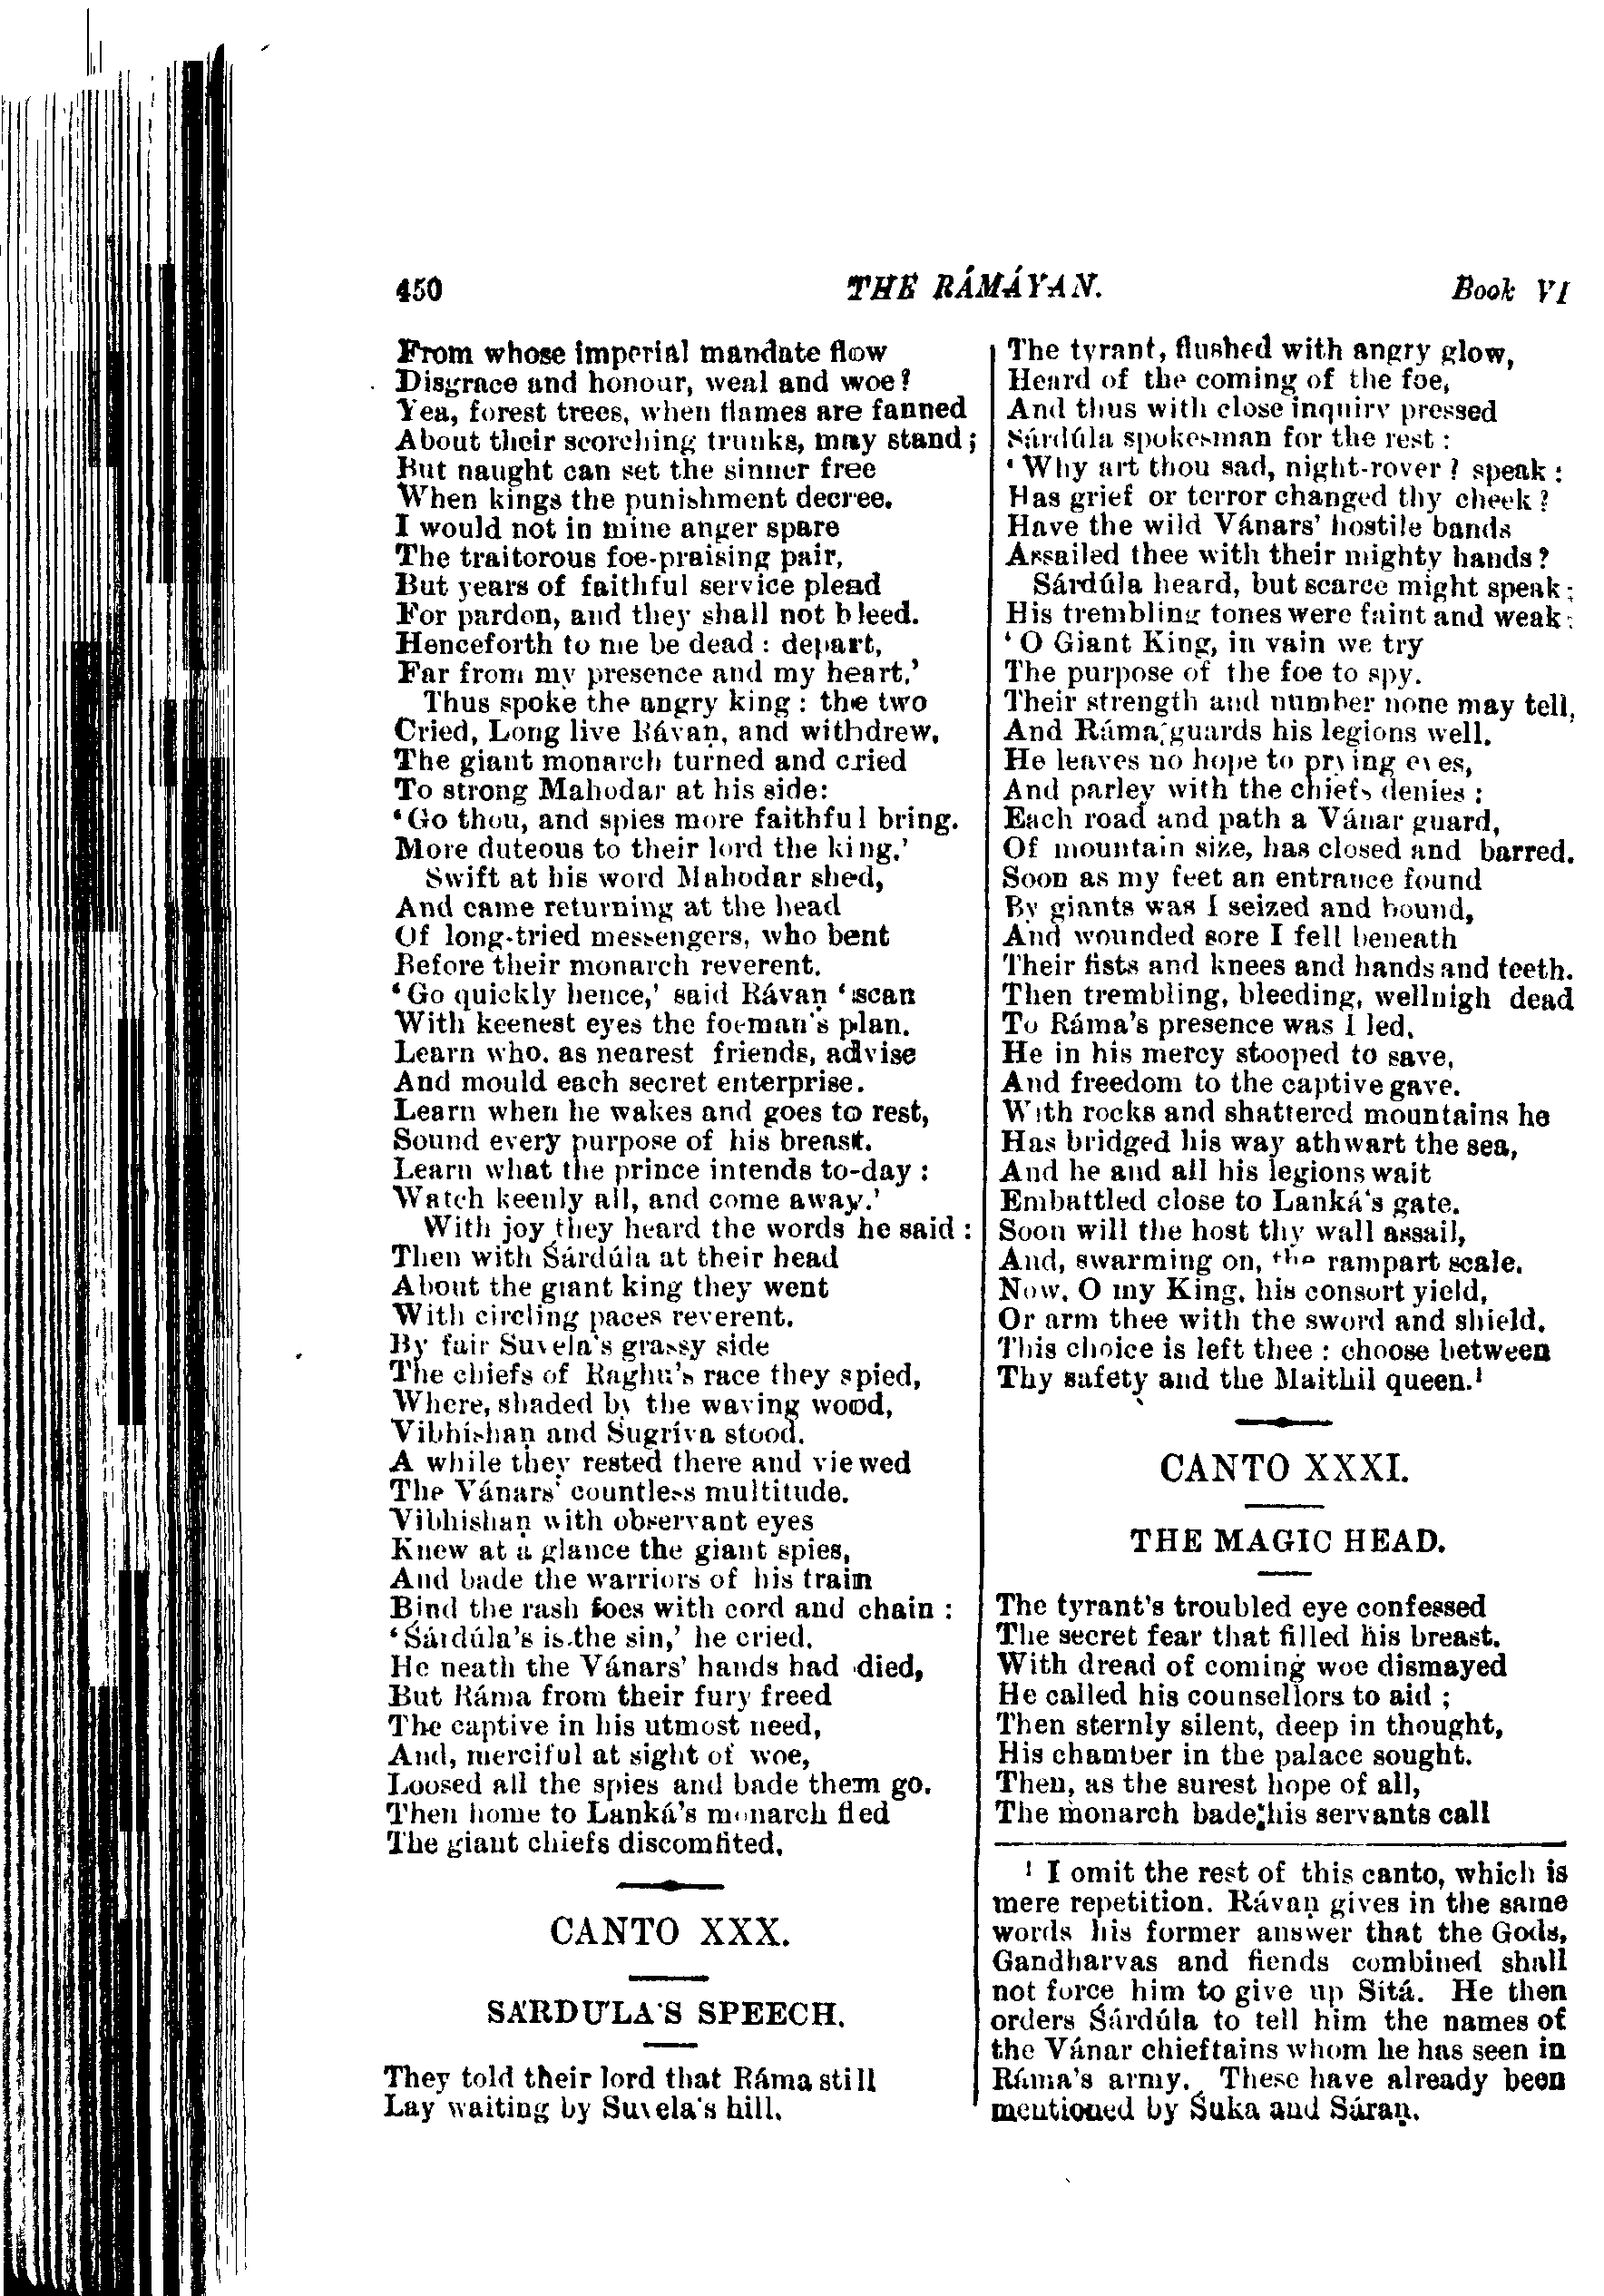 450 THE RÁMÁYAN. Book VI
From whose imperial mandate flow
Disgrace and honour, weal and woe?
Yea, forest trees, when flames are fanned
About their scorching trunks, may stand;
But naught can set the sinner free
When kings the punishment decree.
I would not in mine anger spare
The traitorous foe-praising pair,
But years of faithful service plead
For pardon, and they shall not bleed.
Henceforth to me be dead : depart,
Far from my presence and my heart.'
Thus spoke the angry king : the two
Cried, Long live Rávaṇ, and withdrew.
The giant monarch turned and cried
To strong Mahodar at his side:
'Go thou, and spies more faithful bring.
More duteous to their lord the king.'
Swift at his word Mahodar shed,
And came returning at the head
Of long-tried messengers, who bent
Before their monarch reverent.
'Go quickly hence,' said Rávaṇ 'scan
With keenest eyes the foeman's plan.
Learn who, as nearest friends, advise
And mould each secret enterprise.
Learn when he wakes and goes to rest,
Sound every purpose of his breast.
Learn what the prince intends to-day :
Watch keenly all, and come away.'
With joy they heard the words he said :
Then with Śárdúla at their head
About the giant king they went
With circling paces reverent.
By fair Suvela's grassy side
The chiefs of Raghu's race they spied,
Where, shaded by the waving wood,
Vibhíshaṇ and Sugríva stood.
A while they rested there and viewed
The Vánars' countless multitude.
Vibhishaṇ with observant eyes
Knew at a glance the giant spies,
And bade the warriors of his train
Bind the rash foes with cord and chain :
'Śárdúla's is the sin,' he cried.
He neath the Vánars' hands had died,
But Ráma from their fury freed
The captive in his utmost need,
And, merciful at sight of woe,
Loosed all the spies and bade them go.
Then home to Lanká's monarch fled
The giant chiefs discomfited.
CANTO XXX.
SÁRDÚLA'S SPEECH.
They told their lord that Ráma still
Lay waiting by Suvela's hill.
The tyrant, flushed with angry glow,
Heard of the coming of the foe,
And thus with close inquiry pressed
Sárdúla spokesman for the rest :
'Why art thou sad, night-rover ? speak :
Has grief or terror changed thy cheek ?
Have the wild Vánars' hostile bands
Assailed thee with their mighty hands?
Sárdúla heard, but scarce might speak;
His trembling tones were faint and weak:
'O Giant King, in vain we try
The purpose of the foe to spy.
Their strength and number none may tell,
And Ráma guards his legions well.
He leaves no hope to prying eyes,
And parley with the chiefs denies :
Each road and path a Vánar guard,
Of mountain size, has closed and barred.
Soon as my feet an entrance found
By giants was I seized and bound,
And wounded sore I fell beneath
Their fists and knees and hands and teeth.
Then trembling, bleeding, wellnigh dead
To Ráma's presence was I led.
He in his mercy stooped to save,
And freedom to the captive gave.
With rocks and shattered mountains he
Has bridged his way athwart the sea,
And he and all his legions wait
Embattled close to Lanká's gate.
Soon will the host thy wall assail,
And, swarming on, the rampart scale.
Now, O my King, his consort yield,
Or arm thee with the sword and shield.
This choice is left thee : choose between
Thy safety and the Maithil queen.¹
CANTO XXXI.
THE MAGIC HEAD.
The tyrant's troubled eye confessed
The secret fear that filled his breast.
With dread of coming woe dismayed
He called his counsellors to aid ;
Then sternly silent, deep in thought,
His chamber in the palace sought.
Then, as the surest hope of all,
The monarch bade his servants call
¹ I omit the rest of this canto, which is
mere repetition. Rávaṇ gives in the same
words his former answer that the Gods,
Gandharvas and fiends combined shall
not force him to give up Sítá. He then
orders Śárdúla to tell him the names of
the Vánar chieftains whom he has seen in
Ráma's army. These have already been
mentioned by Śuka and Sáraṇ.